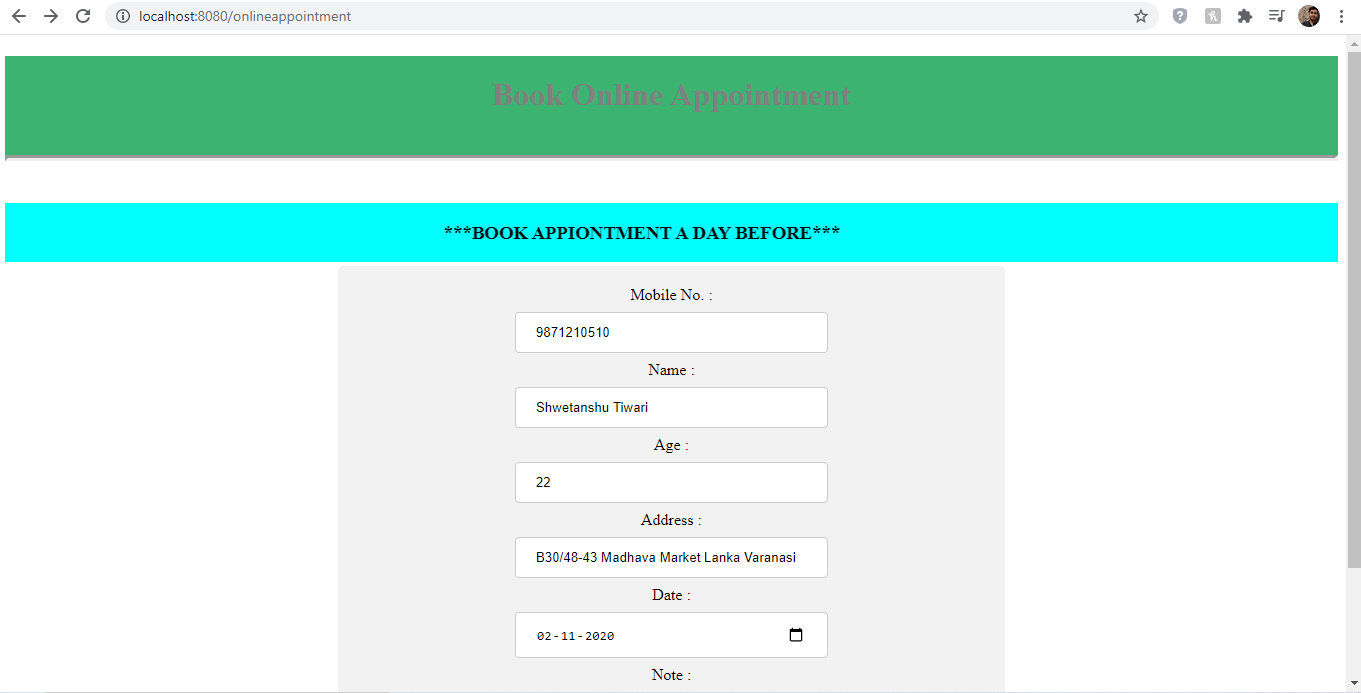 localhost:8080/onlineappointment
Book Online Appointment
***BOOK APPIONTMENT A DAY BEFORE***
Mobile No. :
9871210510
Name :
Shwetanshu Tiwari
Age :
22
Address :
B30/48-43 Madhava Market Lanka Varanasi
Date :
02-11-2020
Note :